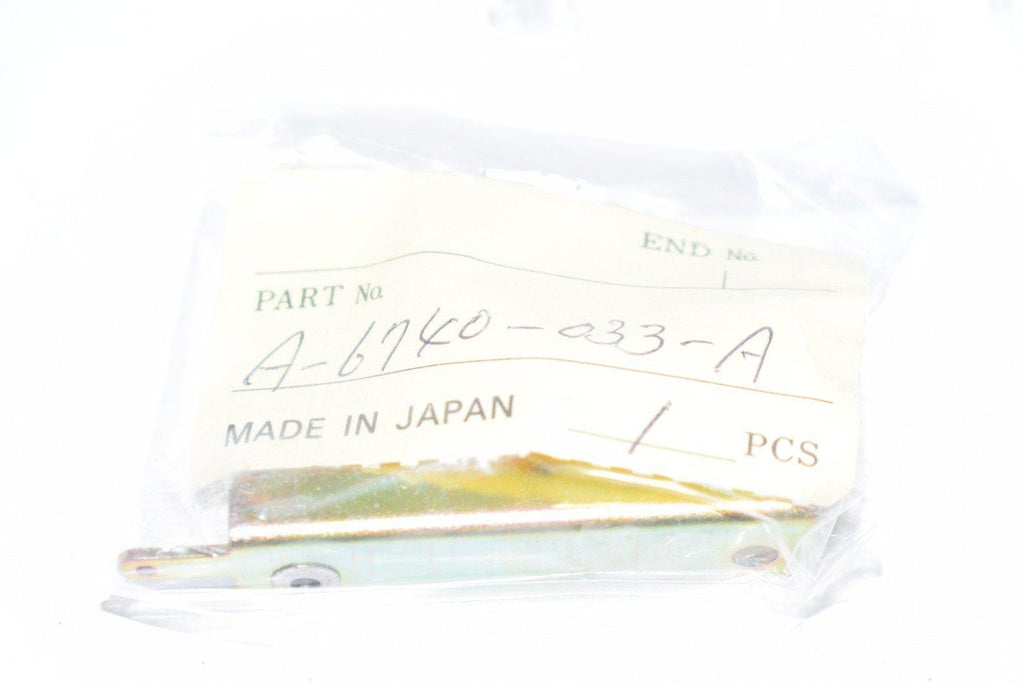 END No.
PART No.
A-6740-033-A
MADE IN JAPAN
1 PCS